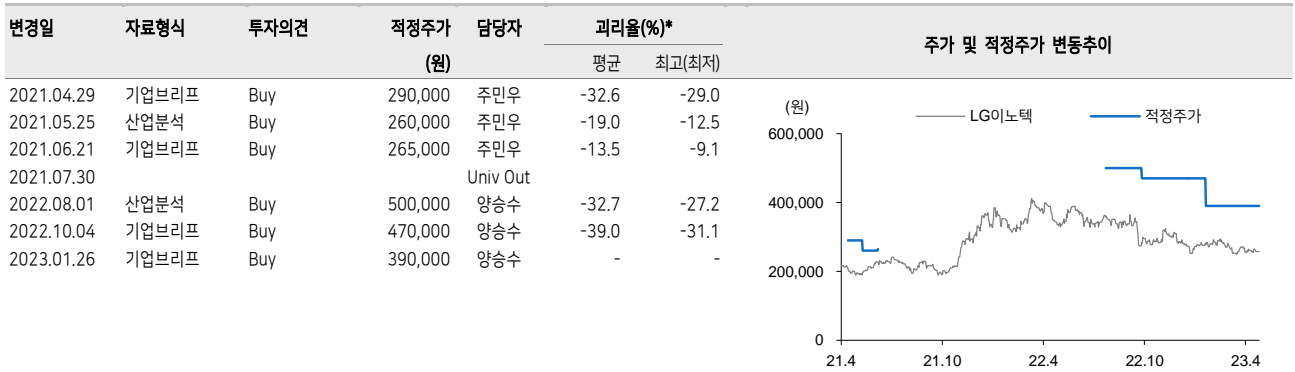 변경일 자료형식 투자의견 적정주가 담당자 괴리율(%)* 주가 및 적정주가 변동추이
(원) 평균 최고(최저)
2021.04.29 기업브리프 Buy 290,000 주민우 -32.6 -29.0
2021.05.25 산업분석 Buy 260,000 주민우 -19.0 -12.5
2021.06.21 기업브리프 Buy 265,000 주민우 -13.5 -9.1
2021.07.30 Univ Out
2022.08.01 산업분석 Buy 500,000 양승수 -32.7 -27.2
2022.10.04 기업브리프 Buy 470,000 양승수 -39.0 -31.1
2023.01.26 기업브리프 Buy 390,000 양승수 - -
(원) LG이노텍 적정주가
600,000
400,000
200,000
0
21.4 21.10 22.4 22.10 23.4